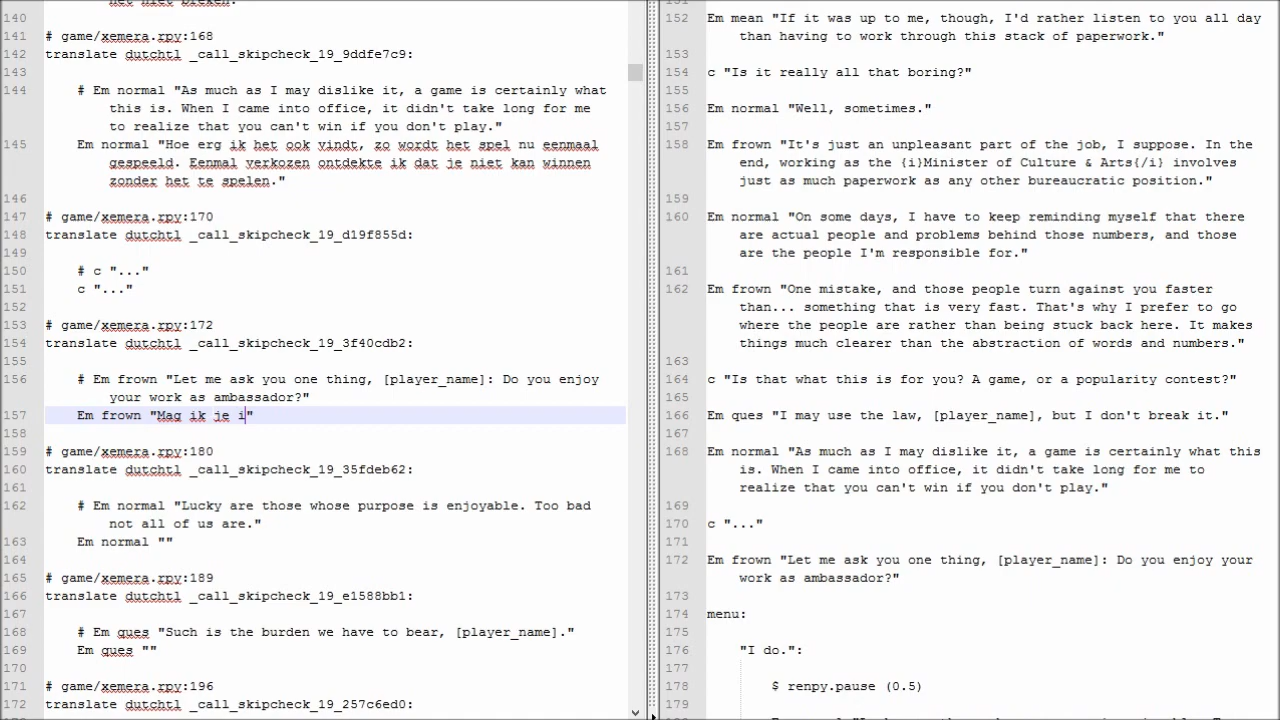 het niet breken."
140
141 # game/xemera.rpy:168
142 translate dutchtl _call_skipcheck_19_9ddfe7c9:
143
144 # Em normal "As much as I may dislike it, a game is certainly what
this is. When I came into office, it didn't take long for me
to realize that you can't win if you don't play."
145 Em normal "Hoe erg ik het ook vindt, zo wordt het spel nu eenmaal
gespeeld. Eenmal verkozen ontdekte ik dat je niet kan winnen
zonder het te spelen."
146
147 # game/xemera.rpy:170
148 translate dutchtl _call_skipcheck_19_d19f855d:
149
150 # c "..."
151 c "..."
152
153 # game/xemera.rpy:172
154 translate dutchtl _call_skipcheck_19_3f40cdb2:
155
156 # Em frown "Let me ask you one thing, [player_name]: Do you enjoy
your work as ambassador?"
157 Em frown "Mag ik je i"
158
159 # game/xemera.rpy:180
160 translate dutchtl _call_skipcheck_19_35fdeb62:
161
162 # Em normal "Lucky are those whose purpose is enjoyable. Too bad
not all of us are."
163 Em normal ""
164
165 # game/xemera.rpy:189
166 translate dutchtl _call_skipcheck_19_e1588bb1:
167
168 # Em ques "Such is the burden we have to bear, [player_name]."
169 Em ques ""
170
171 # game/xemera.rpy:196
172 translate dutchtl _call_skipcheck_19_257c6ed0:
151
152 Em mean "If it was up to me, though, I'd rather listen to you all day
than having to work through this stack of paperwork."
153
154 c "Is it really all that boring?"
155
156 Em normal "Well, sometimes."
157
158 Em frown "It's just an unpleasant part of the job, I suppose. In the
end, working as the {i}Minister of Culture & Arts{/i} involves
just as much paperwork as any other bureaucratic position."
159
160 Em normal "On some days, I have to keep reminding myself that there
are actual people and problems behind those numbers, and those
are the people I'm responsible for."
161
162 Em frown "One mistake, and those people turn against you faster
than... something that is very fast. That's why I prefer to go
where the people are rather than being stuck back here. It makes
things much clearer than the abstraction of words and numbers."
163
164 c "Is that what this is for you? A game, or a popularity contest?"
165
166 Em ques "I may use the law, [player_name], but I don't break it."
167
168 Em normal "As much as I may dislike it, a game is certainly what this
is. When I came into office, it didn't take long for me to
realize that you can't win if you don't play."
169
170 c "..."
171
172 Em frown "Let me ask you one thing, [player_name]: Do you enjoy your
work as ambassador?"
173
174 menu:
175
176 "I do.":
177
178 $ renpy.pause (0.5)